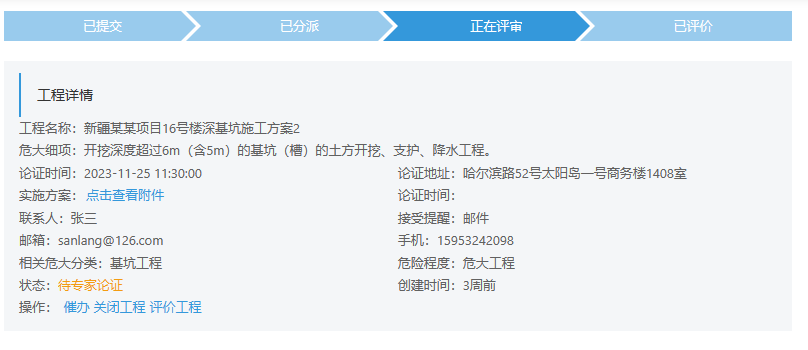 已提交 已分派 正在评审 已评价
工程详情
工程名称：新疆某某项目16号楼深基坑施工方案2
危大细项：开挖深度超过6m（含5m）的基坑（槽）的土方开挖、支护、降水工程。
论证时间：2023-11-25 11:30:00 论证地址：哈尔滨路52号太阳岛一号商务楼1408室
实施方案：点击查看附件 论证时间：
联系人：张三 接受提醒：邮件
邮箱：sanlang@126.com 手机：15953242098
相关危大分类：基坑工程 危险程度：危大工程
状态：待专家论证 创建时间：3周前
操作： 催办 关闭工程 评价工程